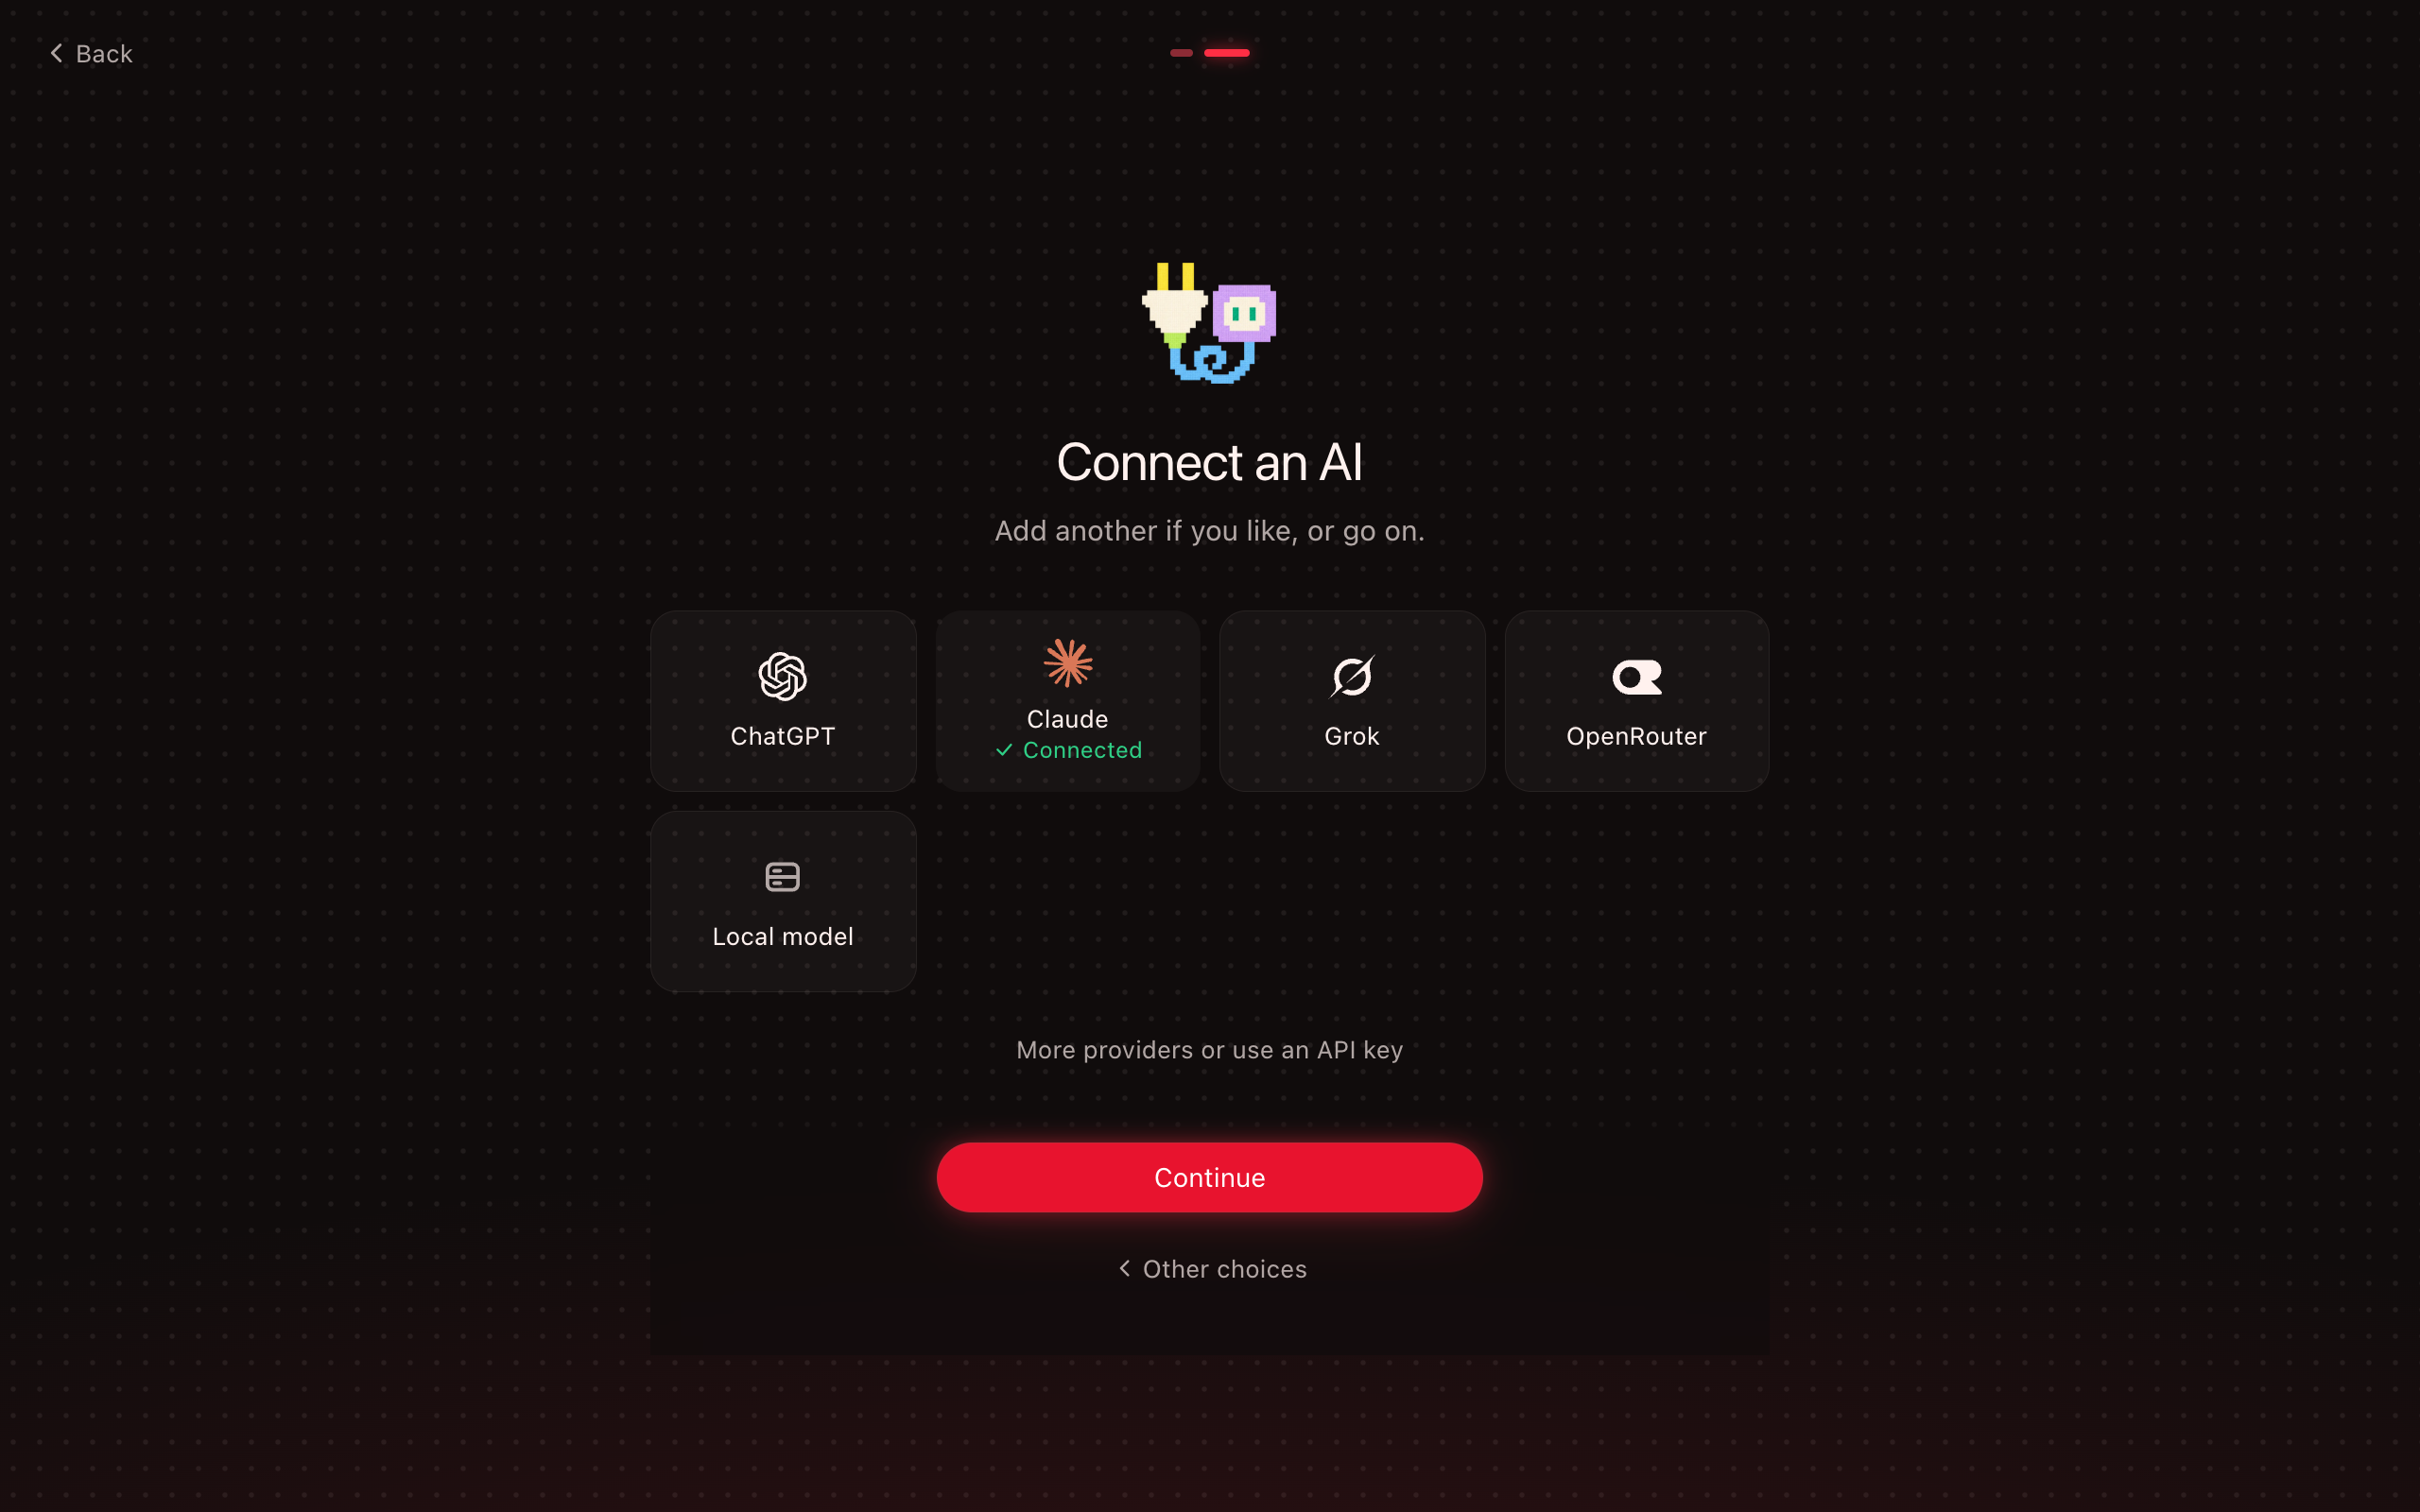 Back
Connect an AI
Add another if you like, or go on.
ChatGPT
Claude
Connected
Grok
OpenRouter
Local model
More providers or use an API key
Continue
Other choices